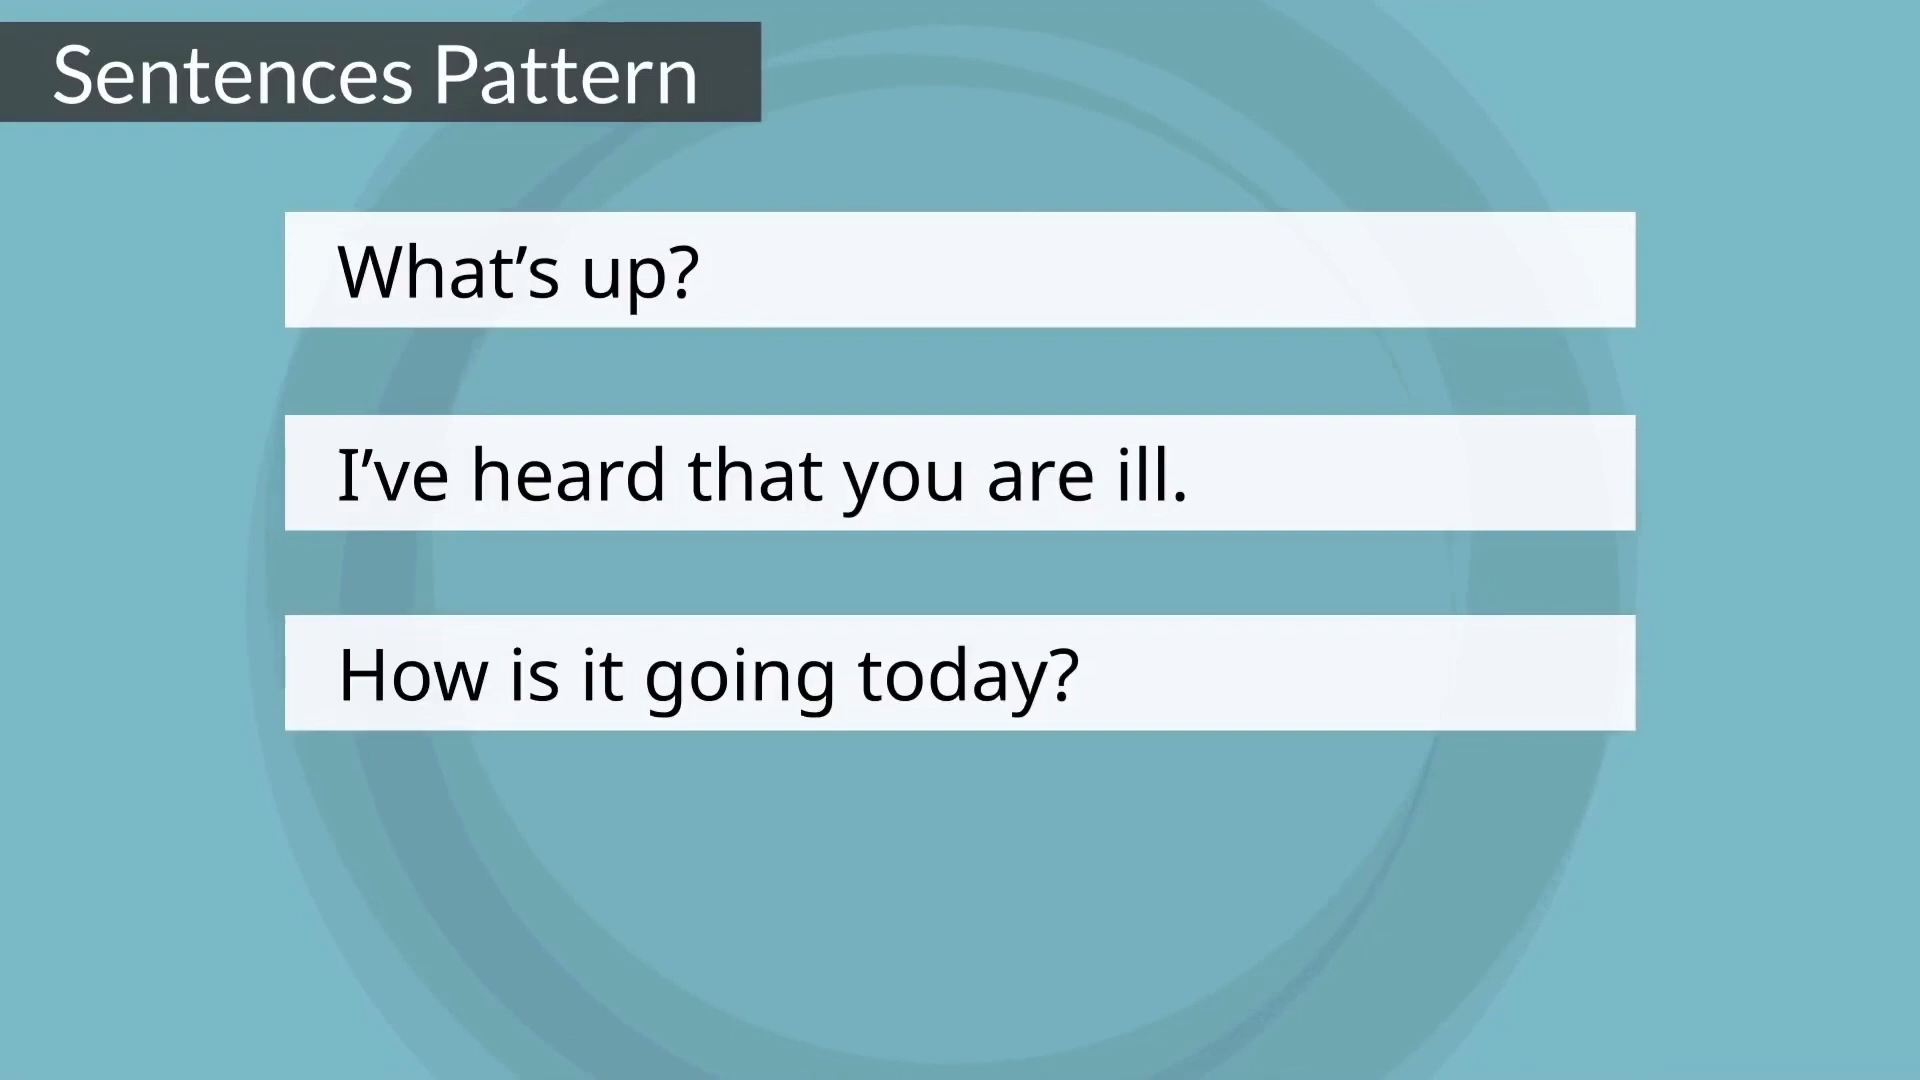 Sentences Pattern
What’s up?
I’ve heard that you are ill.
How is it going today?